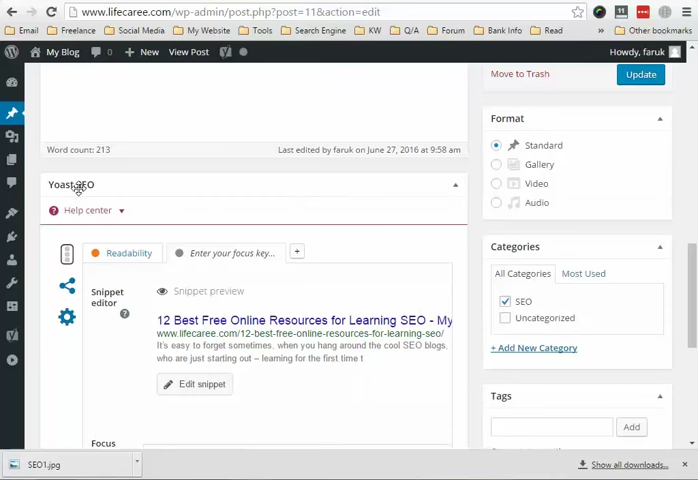 www.lifecaree.com/wp-admin/post.php?post=11&action=edit
Email Freelance Social Media My Website Tools Search Engine KW Q/A Forum Bank Info Read » Other bookmarks
My Blog 0 + New View Post Howdy, faruk
Move to Trash Update
Word count: 213 Last edited by faruk on June 27, 2016 at 9:58 am
Format
Standard
Gallery
Video
Audio
Yoast SEO
Help center
Readability Enter your focus key... +
Snippet editor
Snippet preview
12 Best Free Online Resources for Learning SEO - My
www.lifecaree.com/12-best-free-online-resources-for-learning-seo/
It's easy to forget sometimes, when you hang around the cool SEO blogs,
who are just starting out – learning for the first time t
Edit snippet
Focus
Categories
All Categories Most Used
SEO
Uncategorized
+ Add New Category
Tags
Add
SEO1.jpg Show all downloads...